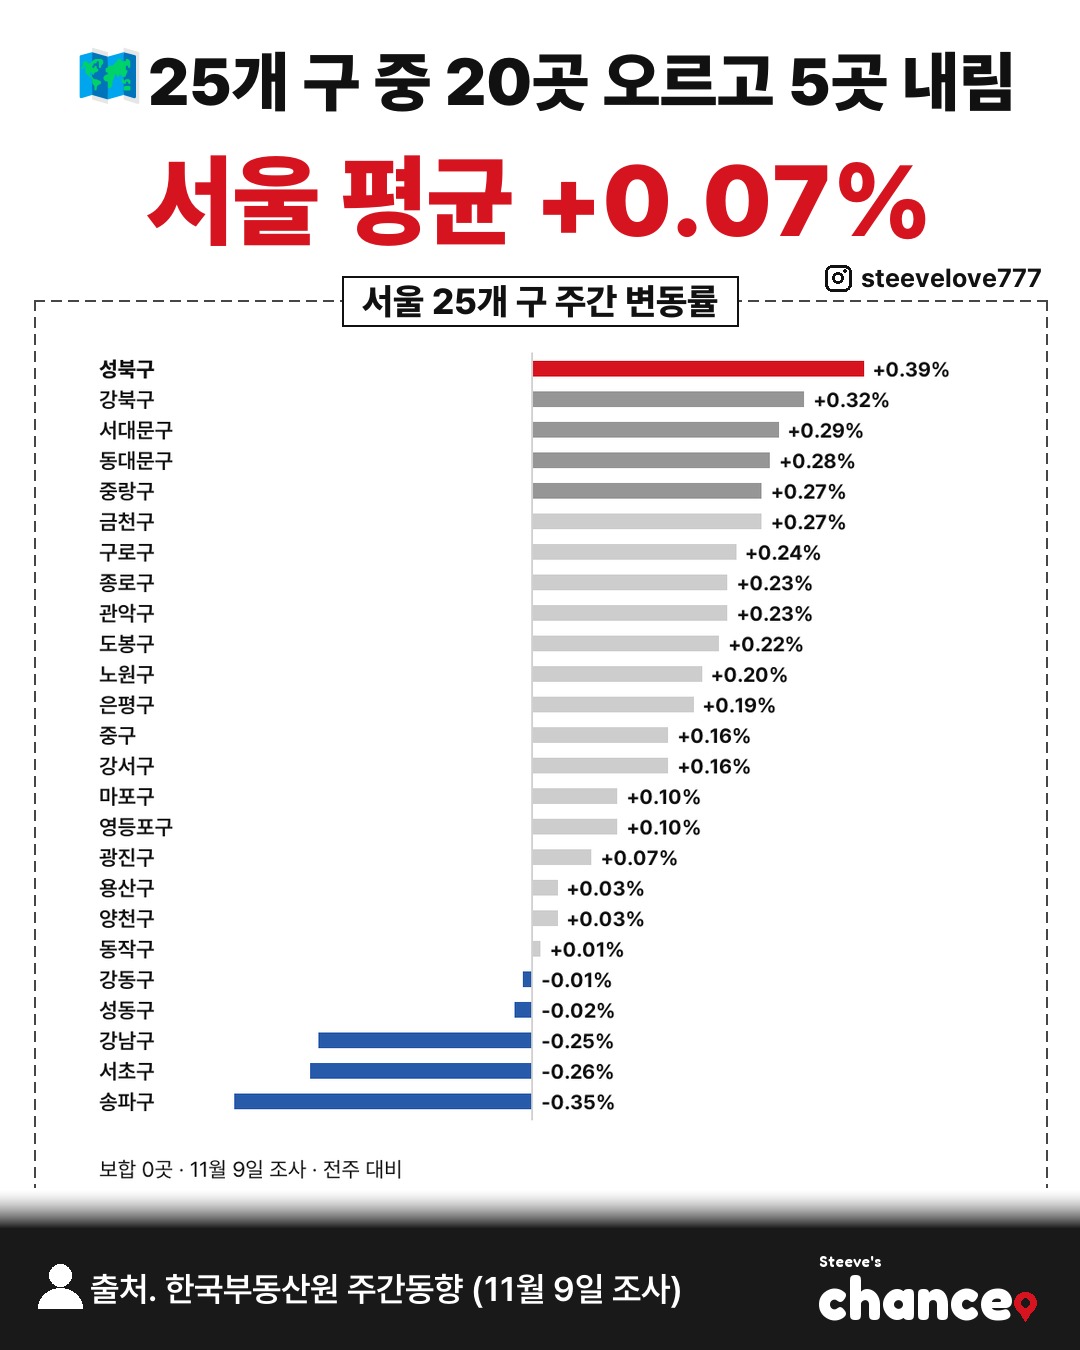 25개 구 중 20곳 오르고 5곳 내림
서울 평균 +0.07%
steevelove777
서울 25개 구 주간 변동률
성북구 +0.39%
강북구 +0.32%
서대문구 +0.29%
동대문구 +0.28%
중랑구 +0.27%
금천구 +0.27%
구로구 +0.24%
종로구 +0.23%
관악구 +0.23%
도봉구 +0.22%
노원구 +0.20%
은평구 +0.19%
중구 +0.16%
강서구 +0.16%
마포구 +0.10%
영등포구 +0.10%
광진구 +0.07%
용산구 +0.03%
양천구 +0.03%
동작구 +0.01%
강동구 -0.01%
성동구 -0.02%
강남구 -0.25%
서초구 -0.26%
송파구 -0.35%
보합 0곳 · 11월 9일 조사 · 전주 대비
출처. 한국부동산원 주간동향 (11월 9일 조사)
Steeve's
chance